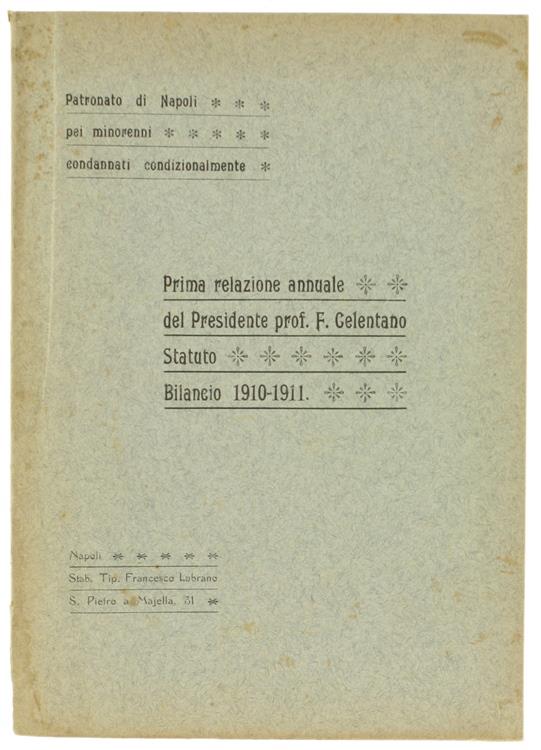 Patronato di Napoli * * *
pei minorenni * * * * *
condannati condizionalmente *
Prima relazione annuale * *
del Presidente prof. F. Celentano
Statuto * * * * * *
Bilancio 1910-1911. * * *
Napoli * * * * *
Stab. Tip. Francesco Lubrano
S. Pietro a Majella, 31 *